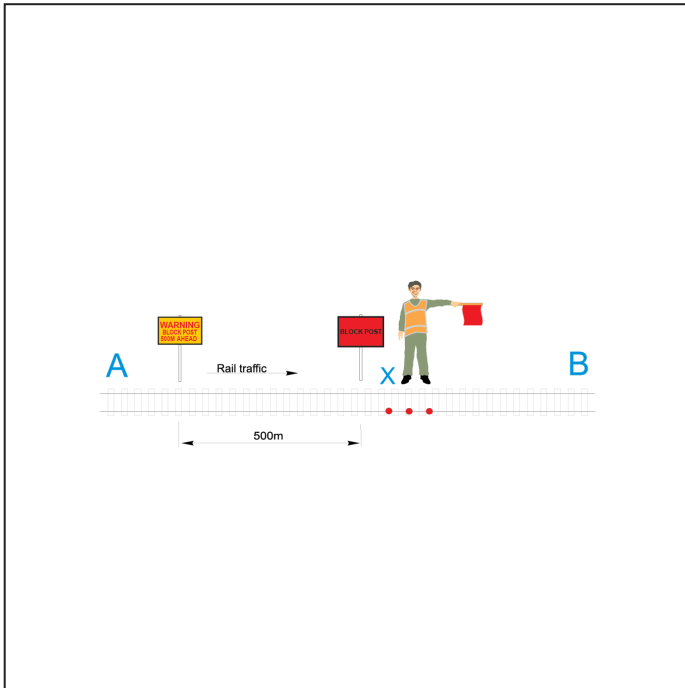 WARNING
BLOCK POST
500M AHEAD
BLOCK POST
A
Rail traffic
X
B
500m